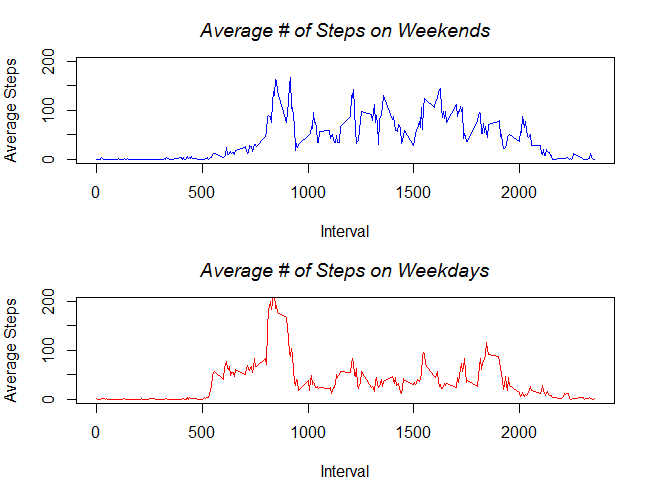 Average # of Steps on Weekends
Average Steps
0 100 200
0 500 1000 1500 2000
Interval
Average # of Steps on Weekdays
Average Steps
0 100 200
0 500 1000 1500 2000
Interval